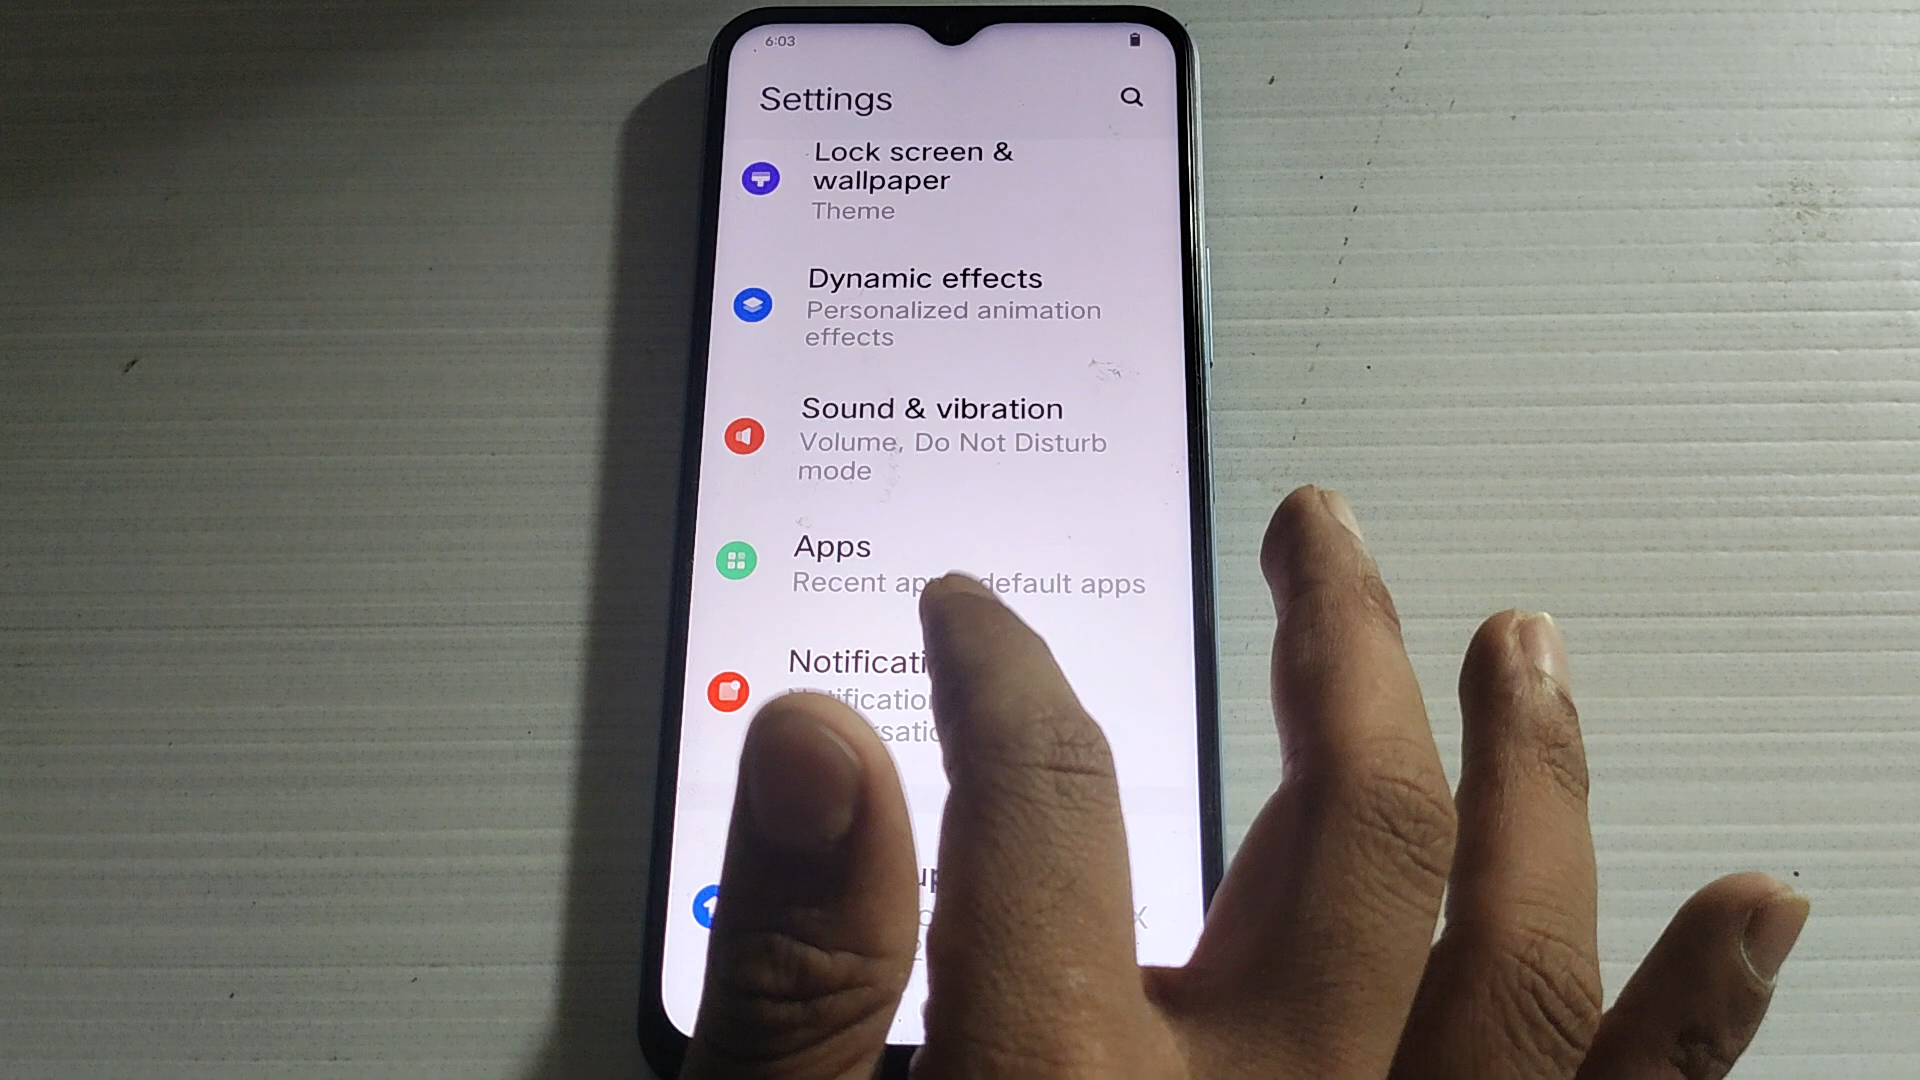 6:03
Settings
Lock screen &
wallpaper
Theme
Dynamic effects
Personalized animation
effects
Sound & vibration
Volume, Do Not Disturb
mode
Apps
Recent default apps